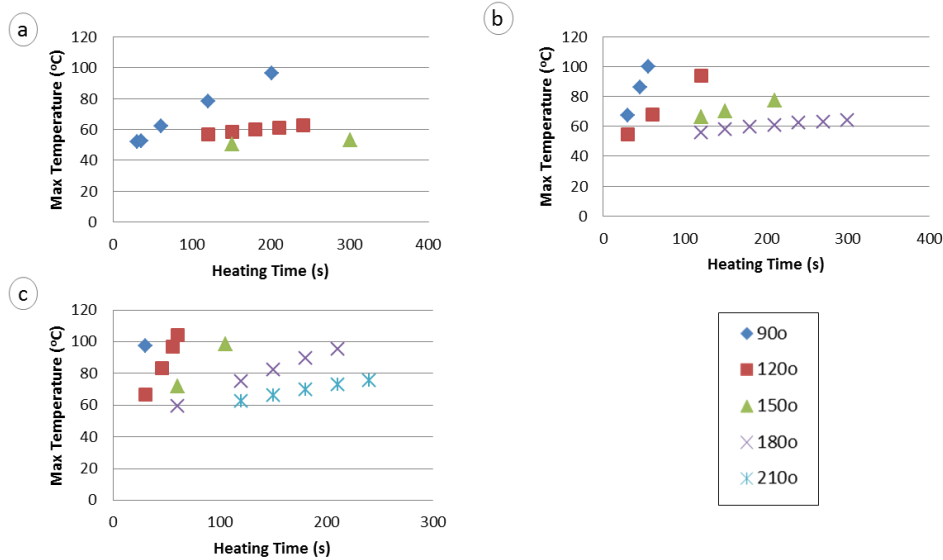 a
120
100
80
60
40
20
0
0 100 200 300 400
Max Temperature (ºC)
Heating Time (s)
b
120
100
80
60
40
20
0
0 100 200 300 400
Max Temperature (ºC)
Heating Time (s)
c
120
100
80
60
40
20
0
0 100 200 300
Max Temperature (ºC)
Heating Time (s)
90o
120o
150o
180o
210o